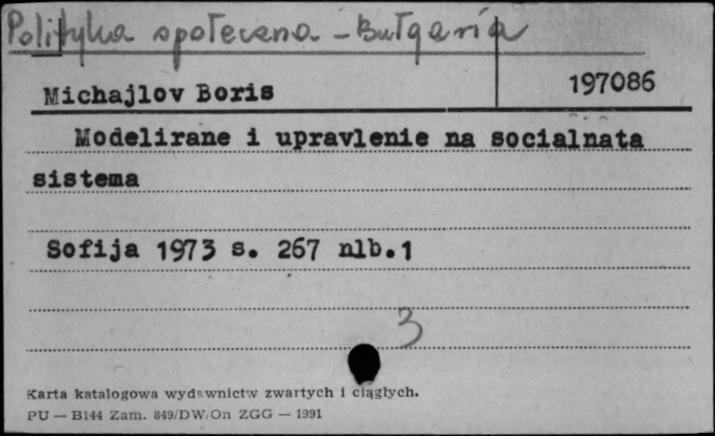 Polityka społeczna - Bułgaria
Michajlov Boris 197086
Modelirane i upravlenie na socialnata
sistema
Sofija 1973 s. 267 nlb.1
3
Karta katalogowa wydawnictw zwartych i ciągłych.
PU — B144 Zam. 849/DW/On ZGG — 1991